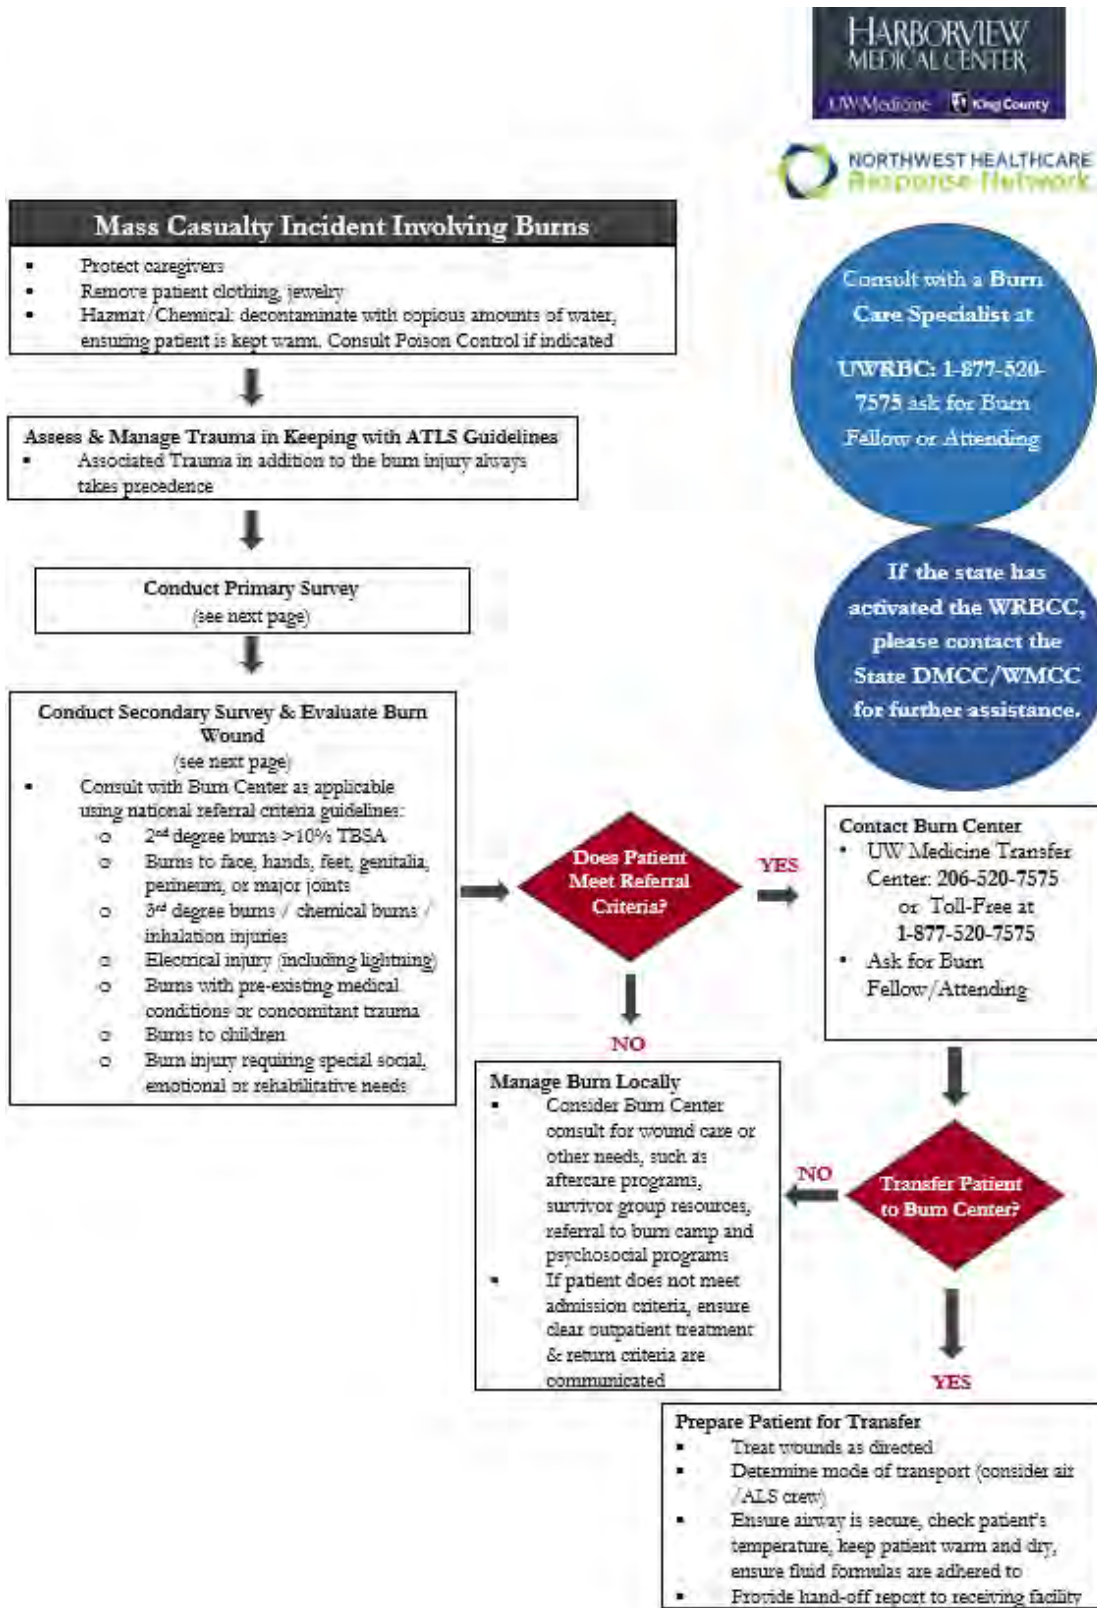 HARBORVIEW
MEDICAL CENTER
UW Medicine King County
NORTHWEST HEALTHCARE
Response Network
Mass Casualty Incident Involving Burns
▪ Protect caregivers
▪ Remove patient clothing, jewelry
▪ Hazmat/Chemical: decontaminate with copious amounts of water,
ensuring patient is kept warm. Consult Poison Control if indicated
Assess & Manage Trauma in Keeping with ATLS Guidelines
▪ Associated Trauma in addition to the burn injury always
takes precedence
Conduct Primary Survey
(see next page)
Conduct Secondary Survey & Evaluate Burn
Wound
(see next page)
▪ Consult with Burn Center as applicable
using national referral criteria guidelines:
o 2nd degree burns >10% TBSA
o Burns to face, hands, feet, genitalia,
perineum, or major joints
o 3rd degree burns / chemical burns /
inhalation injuries
o Electrical injury (including lightning)
o Burns with pre-existing medical
conditions or concomitant trauma
o Burns to children
o Burn injury requiring special social,
emotional or rehabilitative needs
Consult with a Burn
Care Specialist at
UWRBC: 1-877-520-
7575 ask for Burn
Fellow or Attending
If the state has
activated the WRBCC,
please contact the
State DMCC/WMCC
for further assistance.
Does Patient
Meet Referral
Criteria?
YES
NO
Contact Burn Center
• UW Medicine Transfer
Center: 206-520-7575
or Toll-Free at
1-877-520-7575
• Ask for Burn
Fellow/Attending
Manage Burn Locally
▪ Consider Burn Center
consult for wound care or
other needs, such as
aftercare programs,
survivor group resources,
referral to burn camp and
psychosocial programs
▪ If patient does not meet
admission criteria, ensure
clear outpatient treatment
& return criteria are
communicated
NO
Transfer Patient
to Burn Center?
YES
Prepare Patient for Transfer
▪ Treat wounds as directed
▪ Determine mode of transport (consider air
/ALS crew)
▪ Ensure airway is secure, check patient's
temperature, keep patient warm and dry,
ensure fluid formulas are adhered to
▪ Provide hand-off report to receiving facility